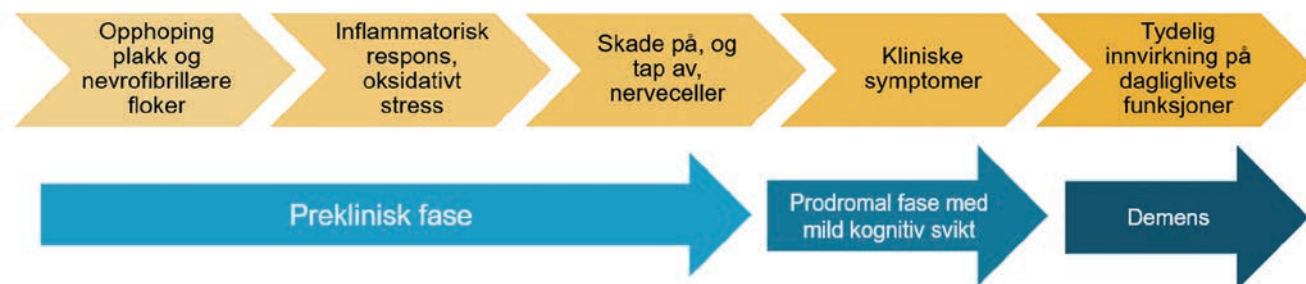 Opphoping
plakk og
nevrofibrillære
floker
Inflammatorisk
respons,
oksidativt
stress
Skade på, og
tap av,
nerveceller
Kliniske
symptomer
Tydelig
innvirkning på
dagliglivets
funksjoner
Preklinisk fase
Prodromal fase med
mild kognitiv svikt
Demens